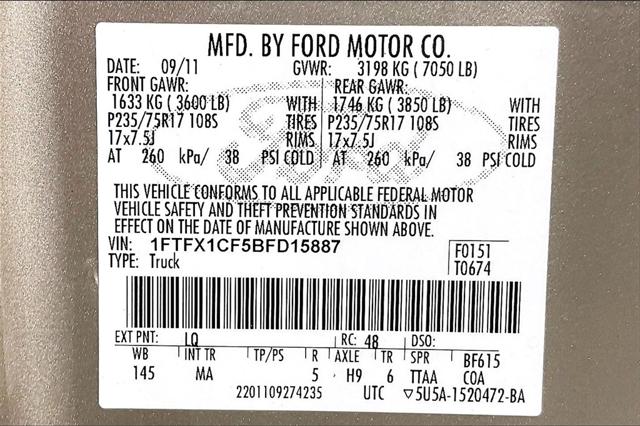 MFD. BY FORD MOTOR CO.
DATE: 09/11 GVWR: 3198 KG ( 7050 LB)
FRONT GAWR: REAR GAWR:
1633 KG ( 3600 LB) WITH 1746 KG ( 3850 LB) WITH
P235/75R17 108S TIRES P235/75R17 108S TIRES
17x7.5J RIMS 17x7.5J RIMS
AT 260 kPa/ 38 PSI COLD AT 260 kPa/ 38 PSI COLD
THIS VEHICLE CONFORMS TO ALL APPLICABLE FEDERAL MOTOR
VEHICLE SAFETY AND THEFT PREVENTION STANDARDS IN
EFFECT ON THE DATE OF MANUFACTURE SHOWN ABOVE.
VIN: 1FTFX1CF5BFD15887 F0151
TYPE: Truck T0674
EXT PNT: LQ RC: 48 DSO:
WB INT TR TP/PS R AXLE TR SPR BF615
145 MA 5 H9 6 TTAA COA
2201109274235 UTC ▽5U5A-1520472-BA